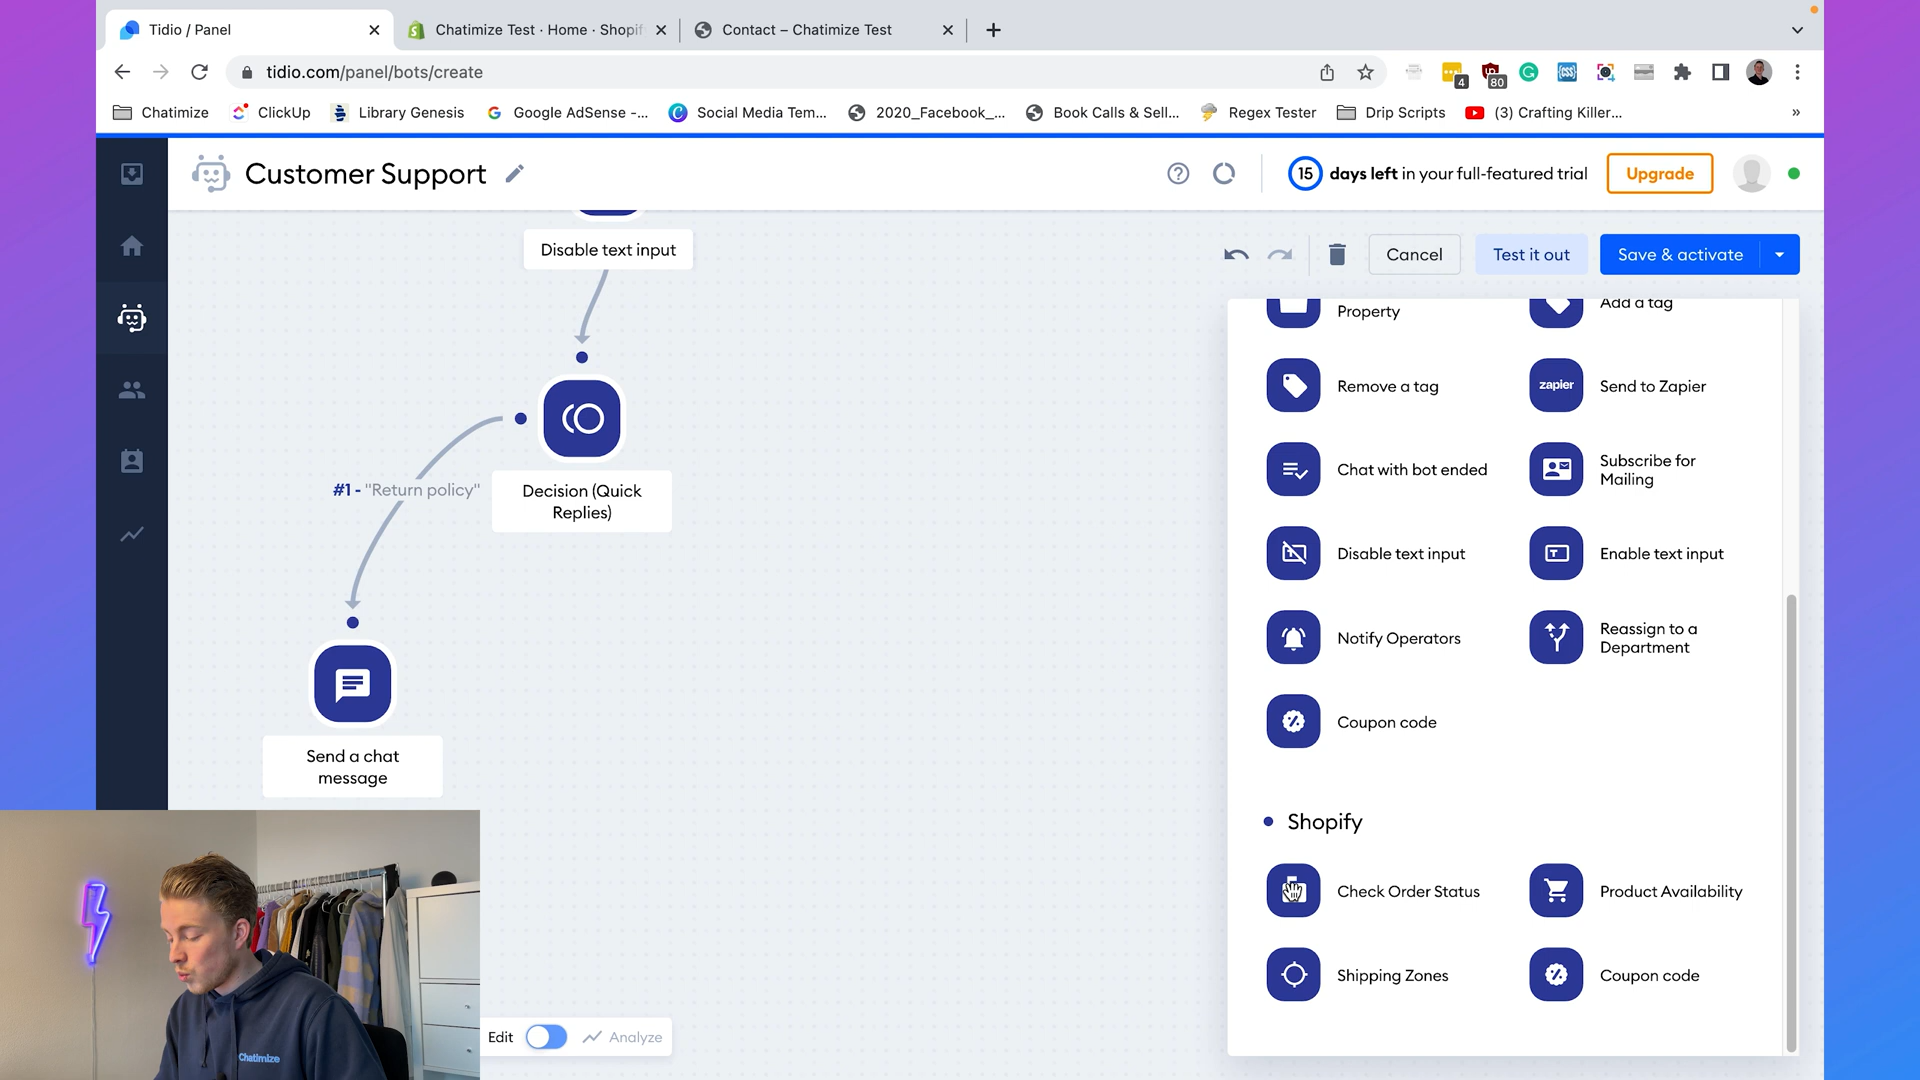 Tidio / Panel
Chatimize Test · Home · Shopif
Contact – Chatimize Test
tidio.com/panel/bots/create
4
80
Chatimize
ClickUp
Library Genesis
Google AdSense -...
Social Media Tem...
2020_Facebook_...
Book Calls & Sell...
Regex Tester
Drip Scripts
(3) Crafting Killer...
»
Customer Support
15 days left in your full-featured trial
Upgrade
Disable text input
Cancel
Test it out
Save & activate
Property
Add a tag
Remove a tag
zapier
Send to Zapier
#1 - "Return policy"
Decision (Quick
Replies)
Chat with bot ended
Subscribe for
Mailing
Disable text input
Enable text input
Notify Operators
Reassign to a
Department
Coupon code
Send a chat
message
Shopify
Check Order Status
Product Availability
Shipping Zones
Coupon code
Edit
Analyze
Chatimize